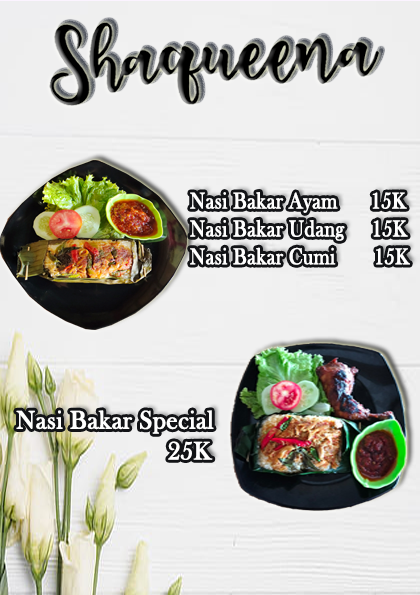 Shaqueena
Nasi Bakar Ayam 15K
Nasi Bakar Udang 15K
Nasi Bakar Cumi 15K
Nasi Bakar Special
25K